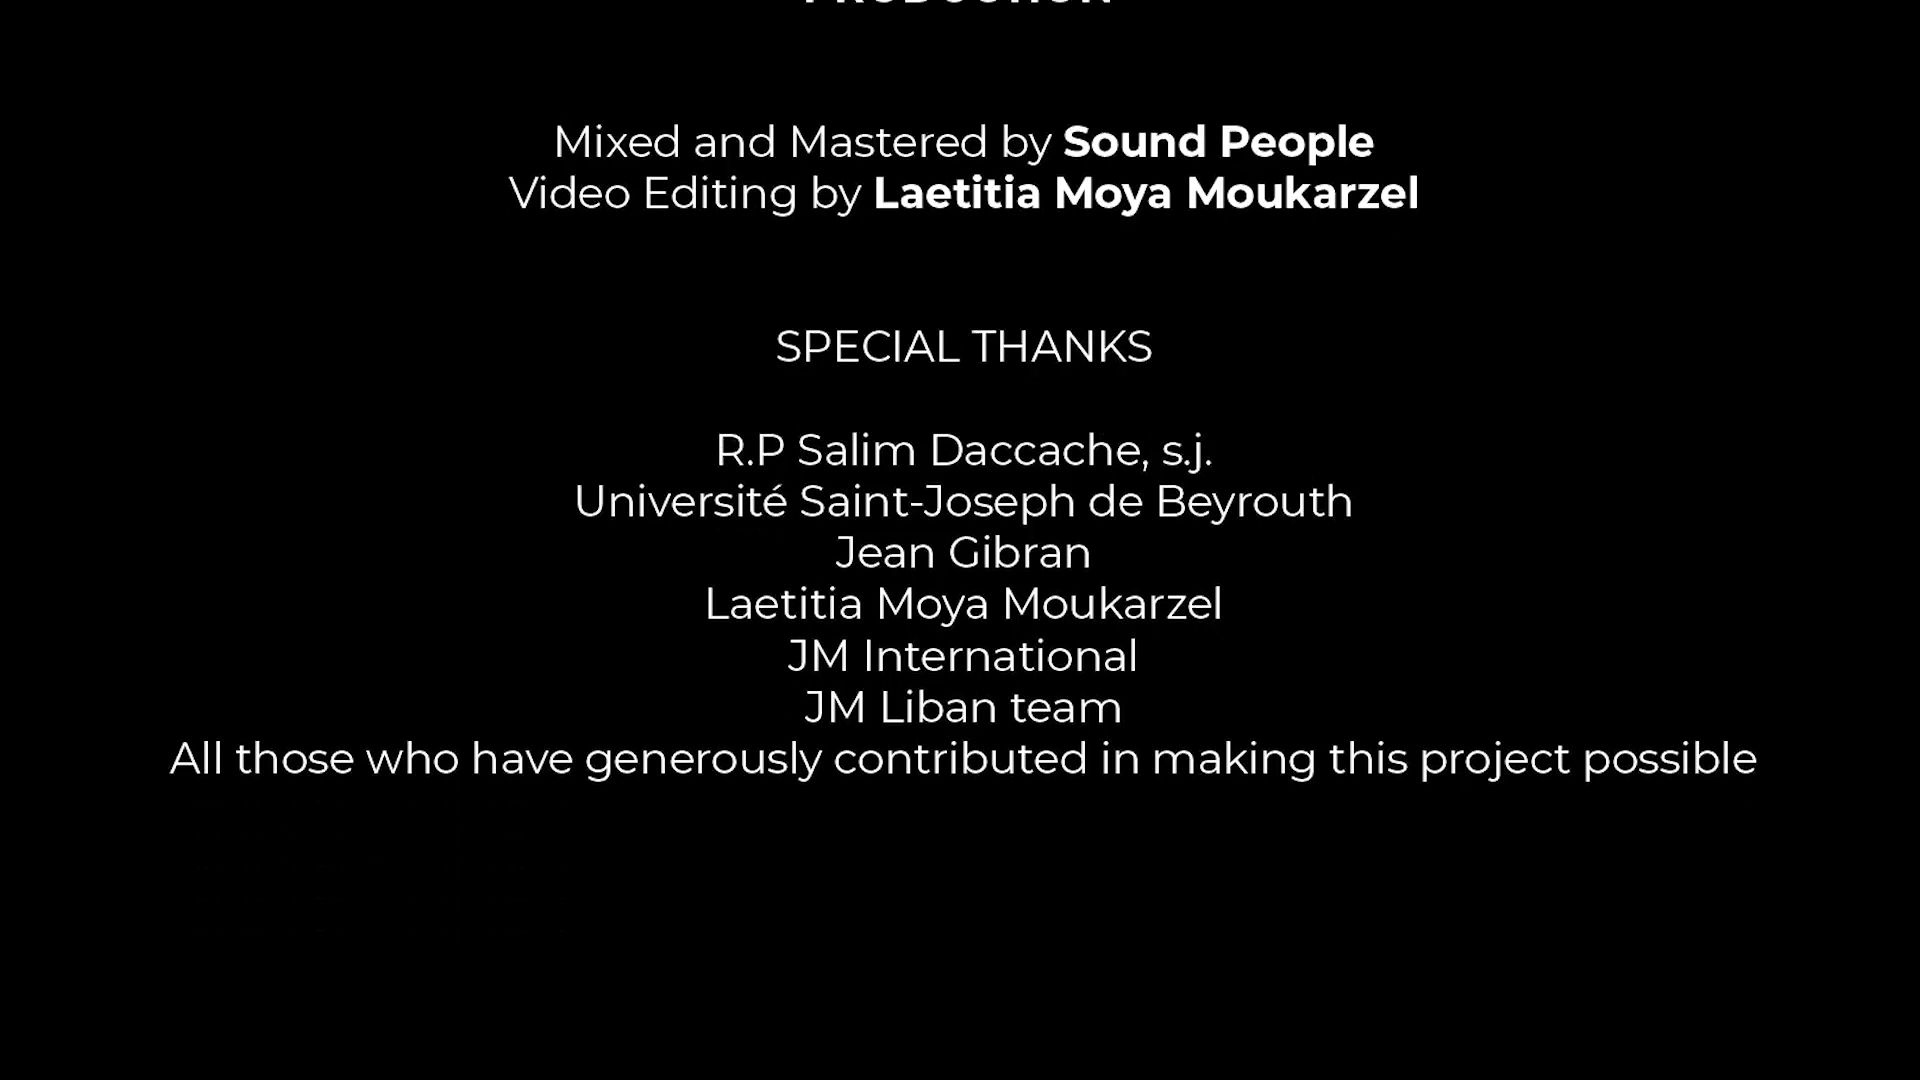 PRODUCTION
Mixed and Mastered by Sound People
Video Editing by Laetitia Moya Moukarzel
SPECIAL THANKS
R.P Salim Daccache, s.j.
Université Saint-Joseph de Beyrouth
Jean Gibran
Laetitia Moya Moukarzel
JM International
JM Liban team
All those who have generously contributed in making this project possible